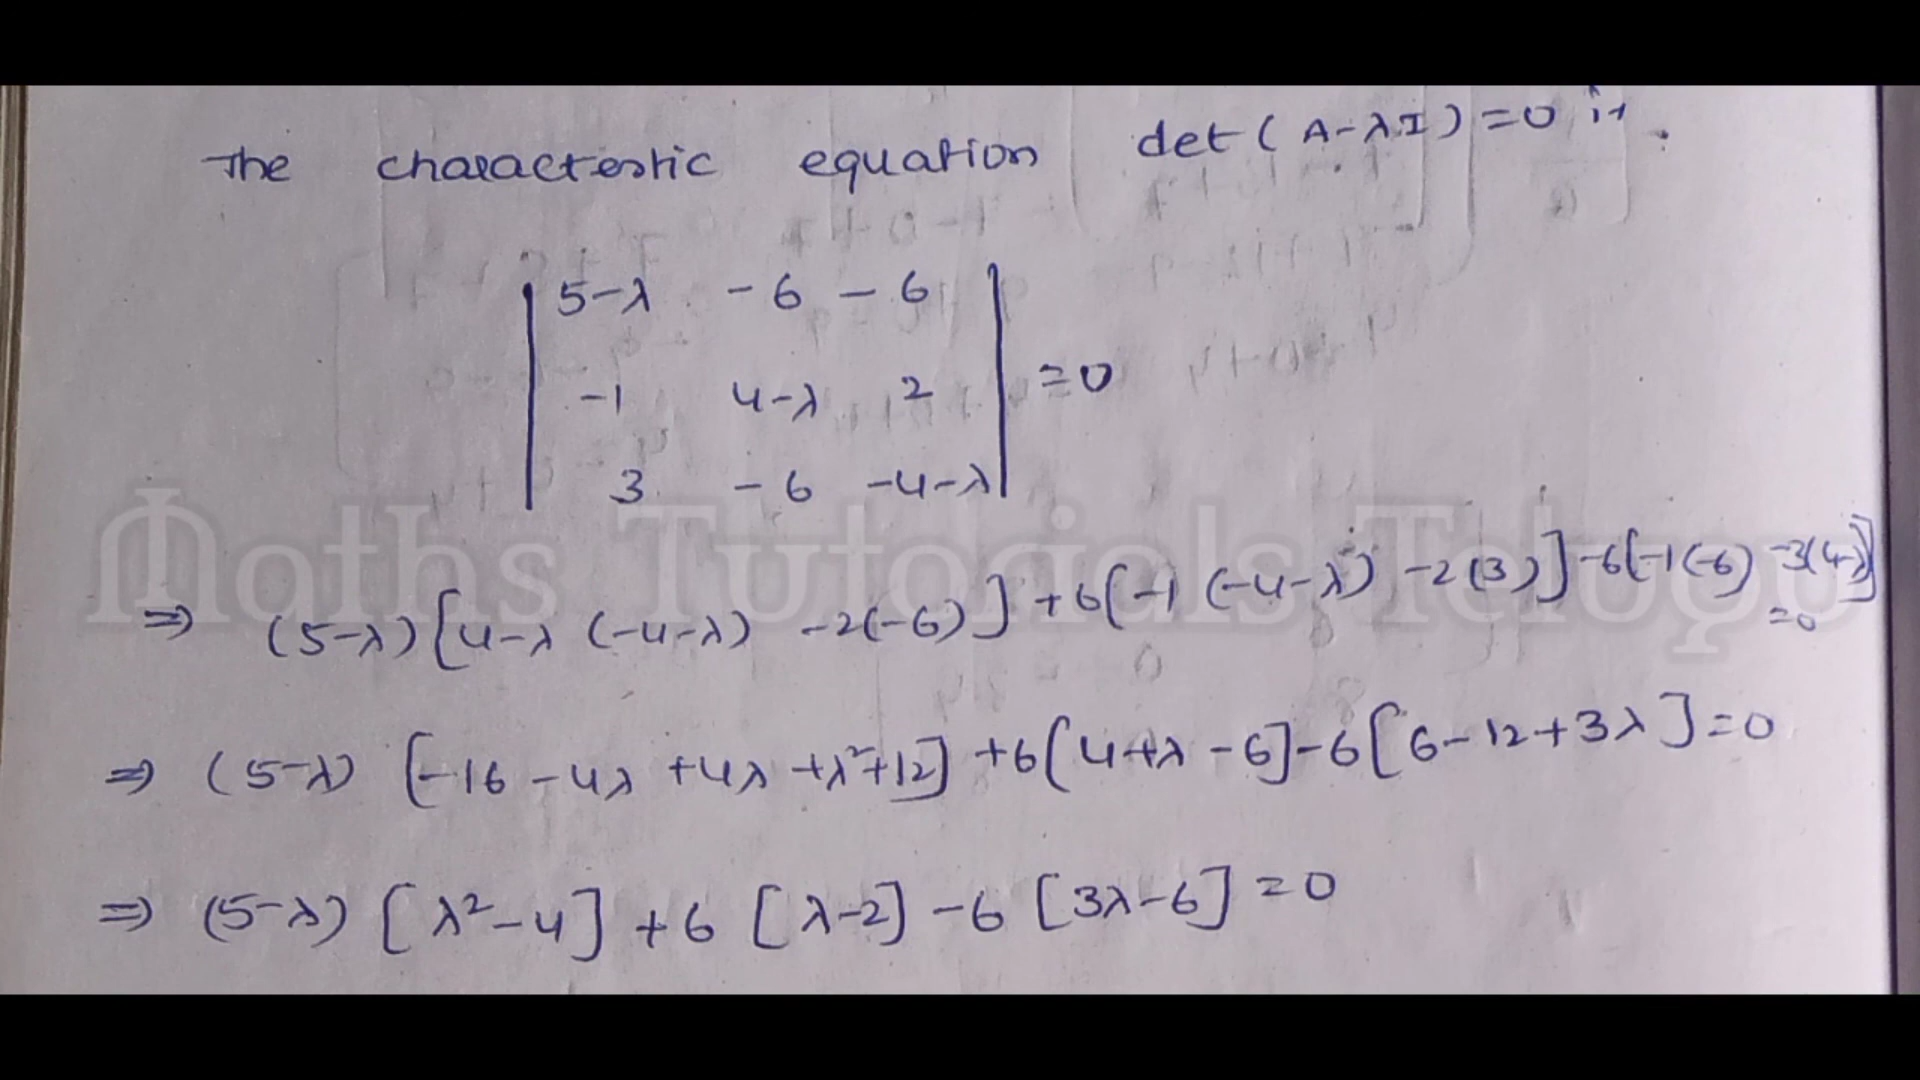 The charactestic equation det(A-λI)=0 is.
5-λ -6 -6
-1 4-λ 2 =0
3 -6 -4-λ
Maths Tutorials Telugu
⇒ (5-λ)[4-λ(-4-λ) -2(-6)] +6[-1(-4-λ) -2(3)] -6[-1(-6) -3(4-λ)] =0
⇒ (5-λ) [-16-4λ+4λ+λ²+12] +6[4+λ-6]-6[6-12+3λ]=0
⇒ (5-λ) [λ²-4] +6 [λ-2] -6 [3λ-6] =0